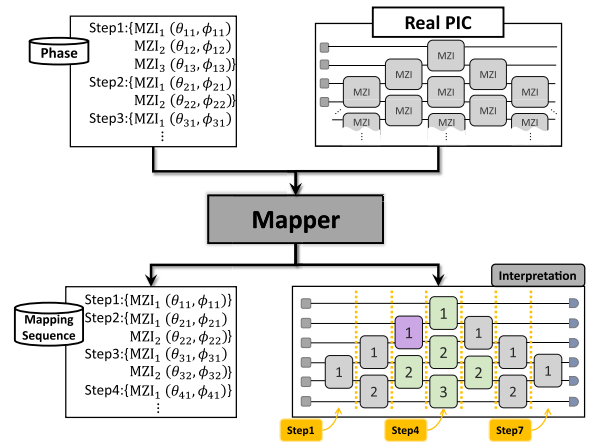 Phase
Step1:{MZI₁ (θ₁₁, ϕ₁₁)
MZI₂ (θ₁₂, ϕ₁₂)
MZI₃ (θ₁₃, ϕ₁₃)}
Step2:{MZI₁ (θ₂₁, ϕ₂₁)
MZI₂ (θ₂₂, ϕ₂₂)}
Step3:{MZI₁ (θ₃₁, ϕ₃₁)
⋮
Real PIC
MZI
MZI MZI
MZI MZI MZI
MZI MZI
MZI MZI MZI
Mapper
Mapping
Sequence
Step1:{MZI₁ (θ₁₁, ϕ₁₁)}
Step2:{MZI₁ (θ₂₁, ϕ₂₁)
MZI₂ (θ₂₂, ϕ₂₂)}
Step3:{MZI₁ (θ₃₁, ϕ₃₁)
MZI₂ (θ₃₂, ϕ₃₂)}
Step4:{MZI₁ (θ₄₁, ϕ₄₁)
⋮
Interpretation
1
1 1
1 2 1
1 2 2 1
2 3 2
Step1 Step4 Step7